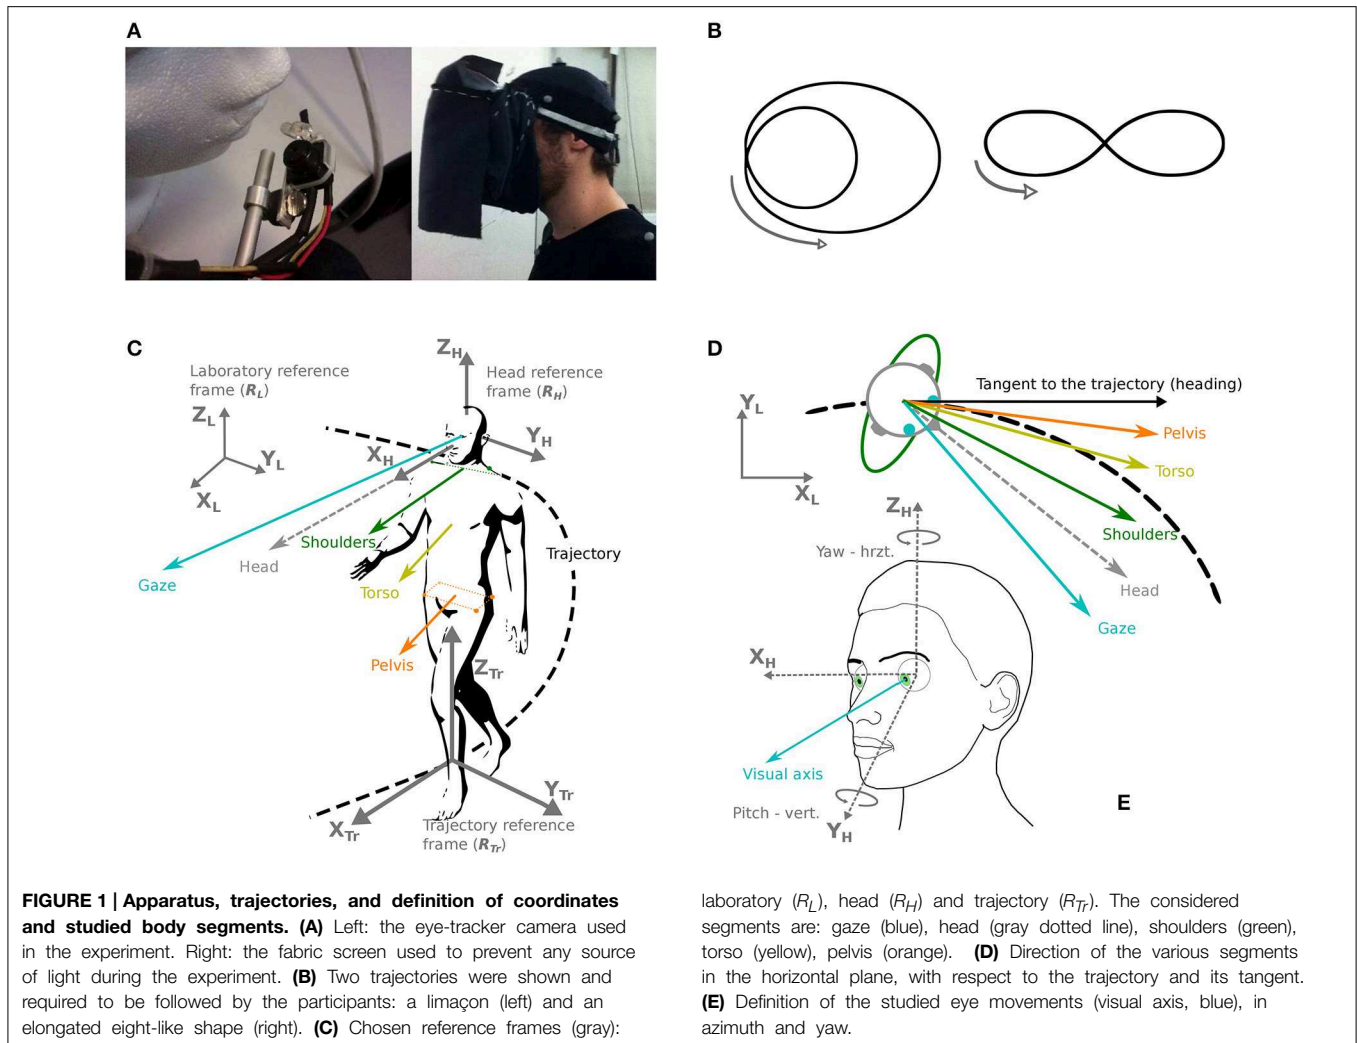 A
B
C
Laboratory reference
frame (R_L)
Z_L
Y_L
X_L
Z_H
Head reference
frame (R_H)
Y_H
X_H
Shoulders
Head
Gaze
Torso
Trajectory
Pelvis
Z_Tr
Y_Tr
X_Tr
Trajectory reference
frame (R_Tr)
D
Y_L
X_L
Tangent to the trajectory (heading)
Pelvis
Torso
Shoulders
Head
Gaze
Z_H
Yaw - hrzt.
X_H
Visual axis
Pitch - vert.
Y_H
E
FIGURE 1 | Apparatus, trajectories, and definition of coordinates
and studied body segments. (A) Left: the eye-tracker camera used
in the experiment. Right: the fabric screen used to prevent any source
of light during the experiment. (B) Two trajectories were shown and
required to be followed by the participants: a limaçon (left) and an
elongated eight-like shape (right). (C) Chosen reference frames (gray):
laboratory (R_L), head (R_H) and trajectory (R_Tr). The considered
segments are: gaze (blue), head (gray dotted line), shoulders (green),
torso (yellow), pelvis (orange). (D) Direction of the various segments
in the horizontal plane, with respect to the trajectory and its tangent.
(E) Definition of the studied eye movements (visual axis, blue), in
azimuth and yaw.